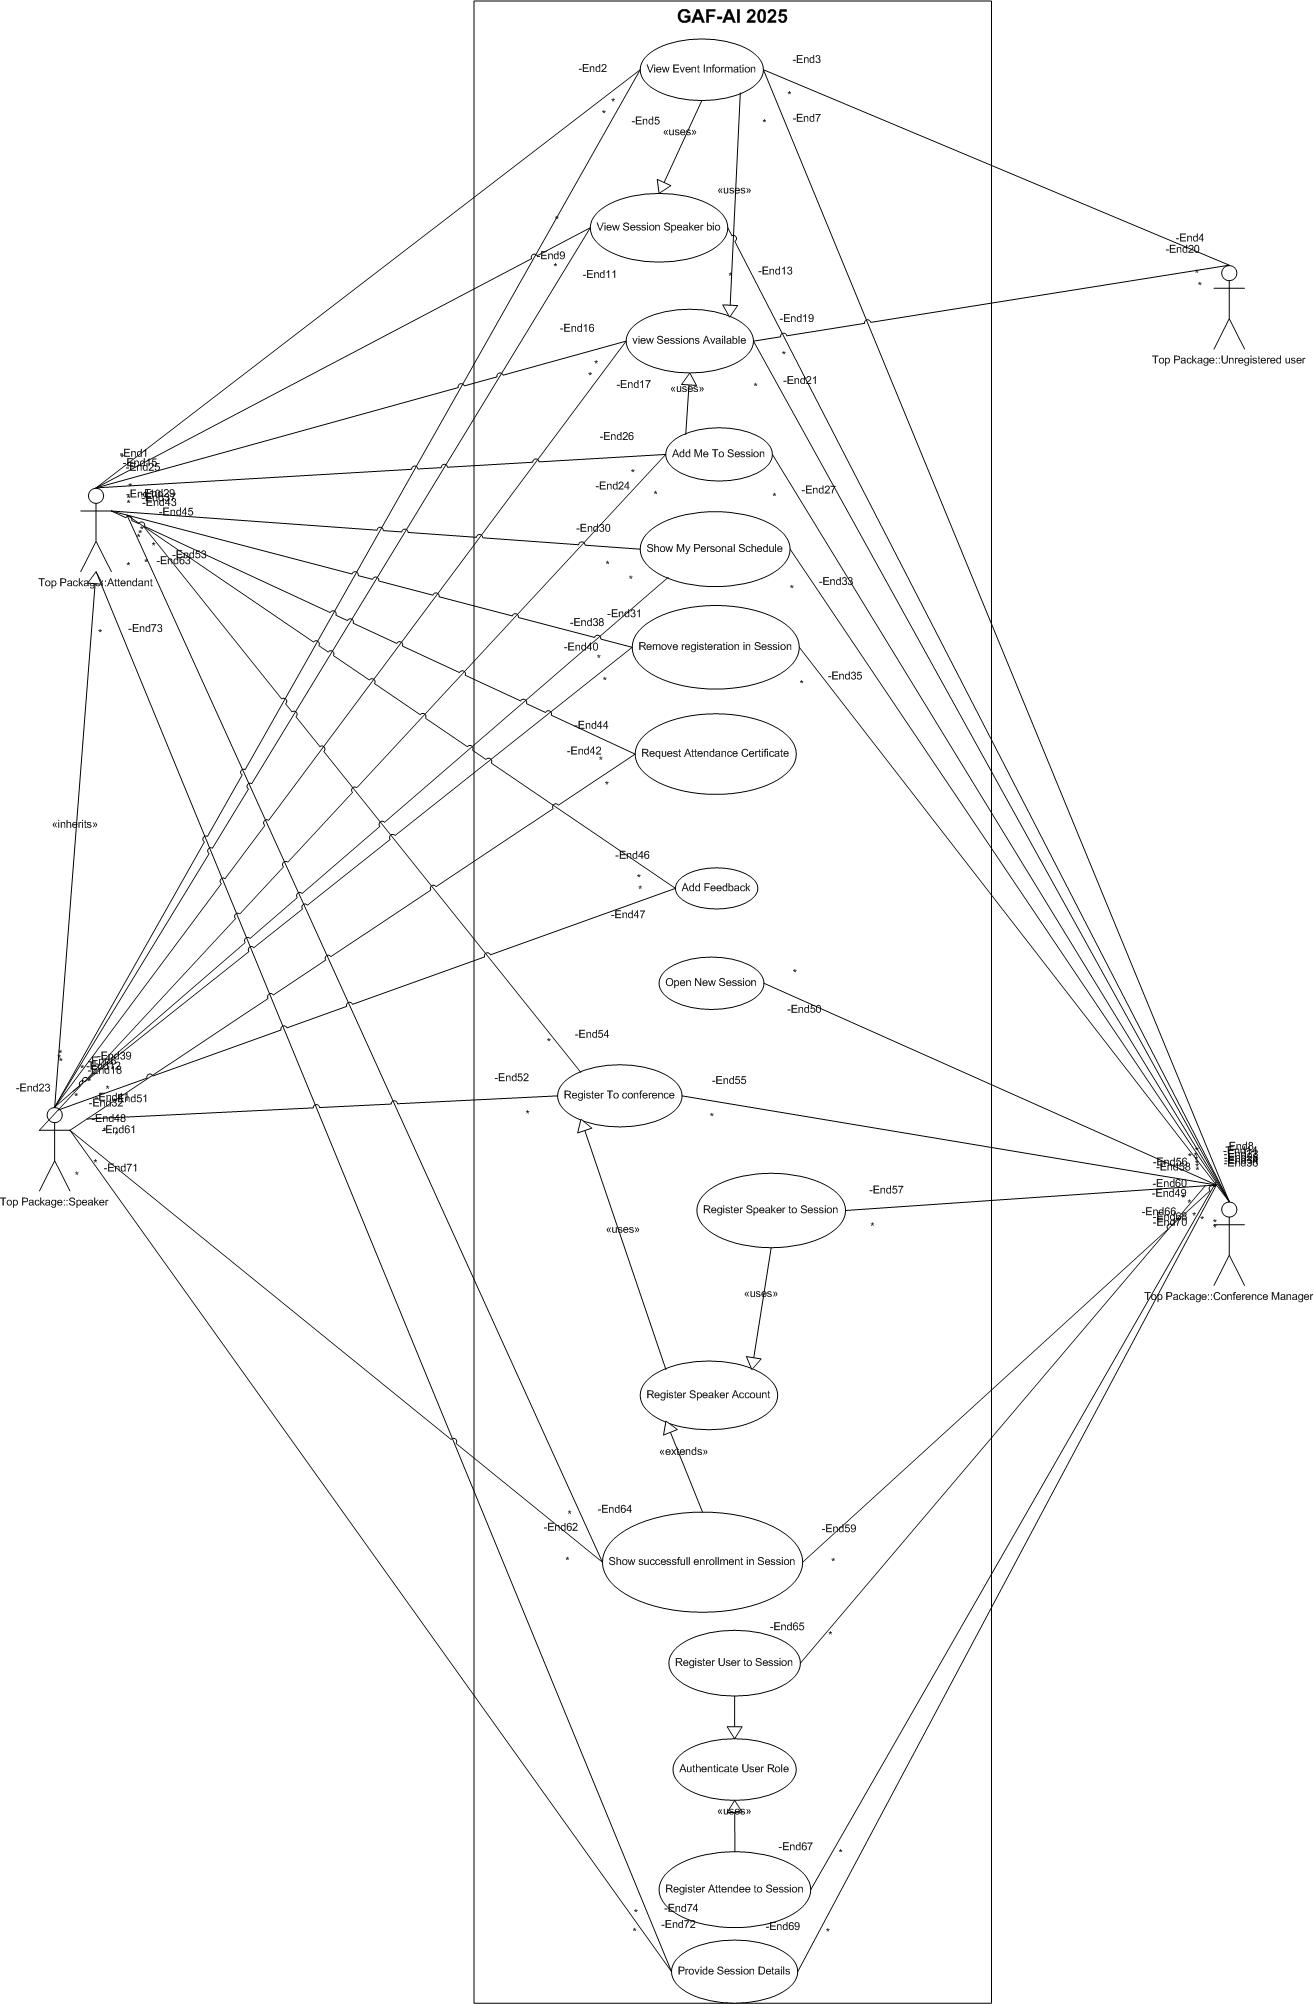 GAF-AI 2025
-End2
View Event Information
-End3
*
*
*
-End5
*
-End7
«uses»
«uses»
*
View Session Speaker bio
-End4
-End20
-End9
*
-End11
*
-End13
*
*
-End16
-End19
view Sessions Available
Top Package::Unregistered user
*
*
*
-End17
«uses»
*
-End21
-End26
-End1
-End15
-End25
Add Me To Session
*
-End24
*
*
-End27
-End29
-End43
-End45
-End30
Show My Personal Schedule
-End53
-End63
*
*
*
-End33
Top Package::Attendant
-End31
-End38
*
-End73
-End40
Remove registeration in Session
*
*
*
-End35
-End44
-End42
*
Request Attendance Certificate
*
«inherits»
-End46
*
*
Add Feedback
-End47
*
Open New Session
-End50
-End54
*
-End39
-End12
-End18
-End23
-End52
-End55
Register To conference
*
*
-End51
-End32
-End48
-End61
-End8
-End71
-End56
-End58
-End60
-End49
-End57
Top Package::Speaker
Register Speaker to Session
*
-End66
-End68
-End70
«uses»
«uses»
Top Package::Conference Manager
Register Speaker Account
«extends»
*
-End64
-End62
-End59
*
Show successfull enrollment in Session
*
-End65
*
Register User to Session
Authenticate User Role
«uses»
-End67
*
Register Attendee to Session
*
-End74
*
-End72
-End69
*
Provide Session Details